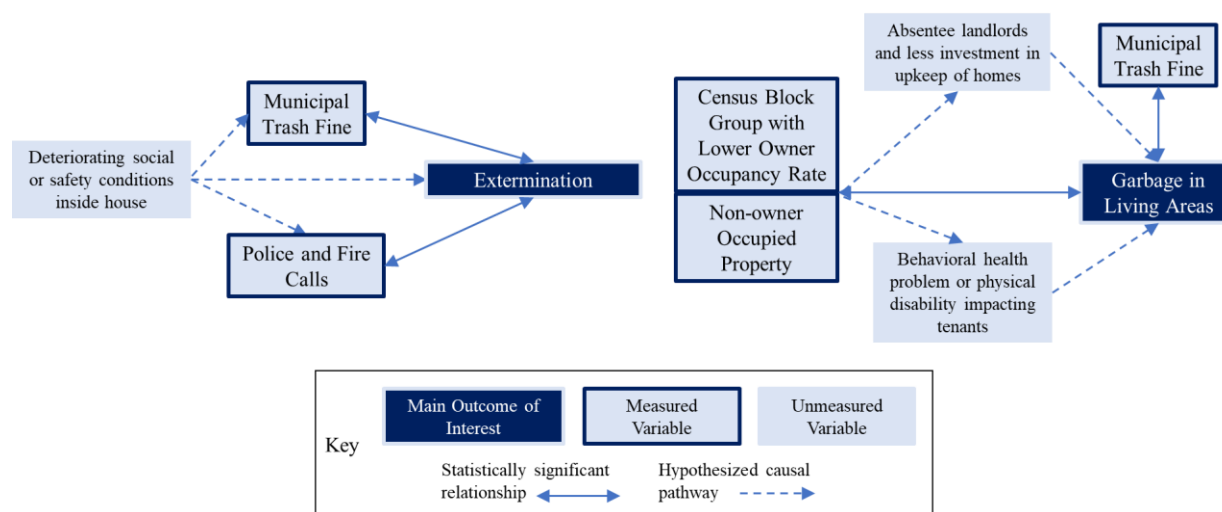 Deteriorating social
or safety conditions
inside house
Municipal
Trash Fine
Police and Fire
Calls
Extermination
Census Block
Group with
Lower Owner
Occupancy Rate
Non-owner
Occupied
Property
Absentee landlords
and less investment in
upkeep of homes
Behavioral health
problem or physical
disability impacting
tenants
Municipal
Trash Fine
Garbage in
Living Areas
Key
Main Outcome of
Interest
Measured
Variable
Unmeasured
Variable
Statistically significant
relationship
Hypothesized causal
pathway